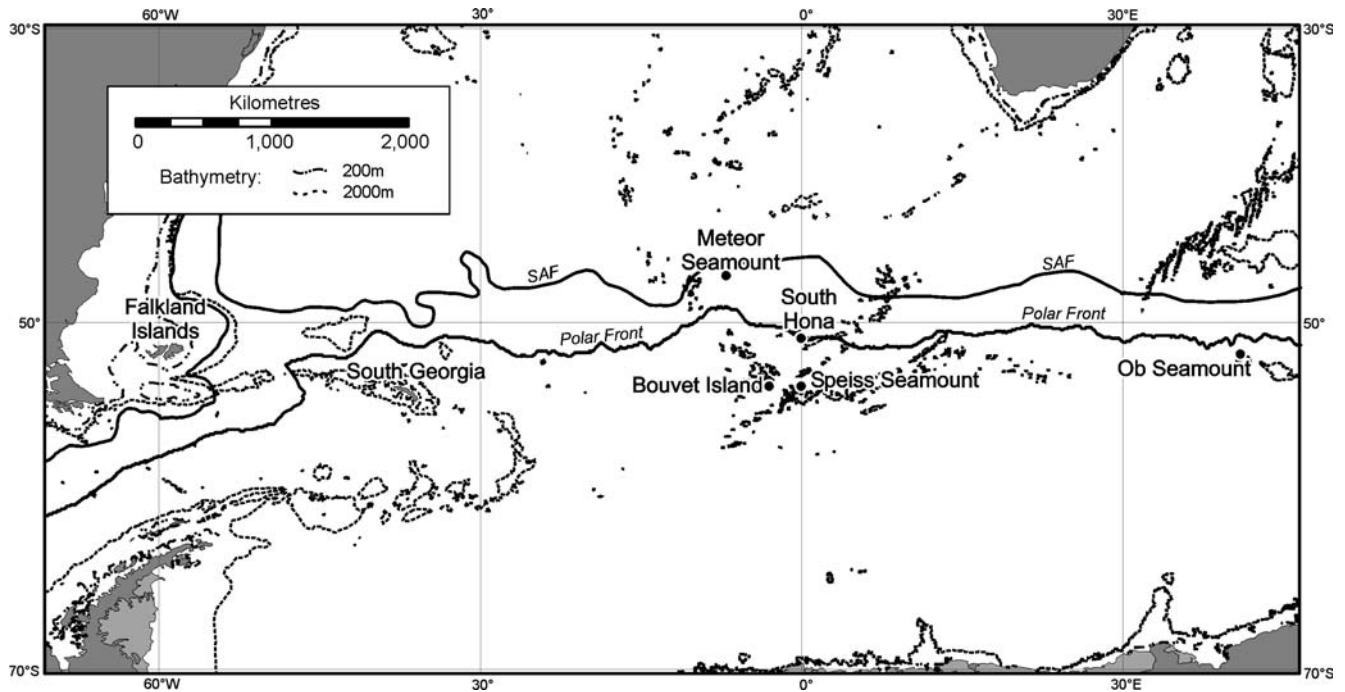 60°W
30°
0°
30°E
30°S
30°S
Kilometres
0
1,000
2,000
Bathymetry:
200m
2000m
Meteor
Seamount
SAF
SAF
Falkland
Islands
South
Hona
50°
50°
Polar Front
Polar Front
South Georgia
Bouvet Island
Speiss Seamount
Ob Seamount
70°S
70°S
60°W
30°
0°
30°E